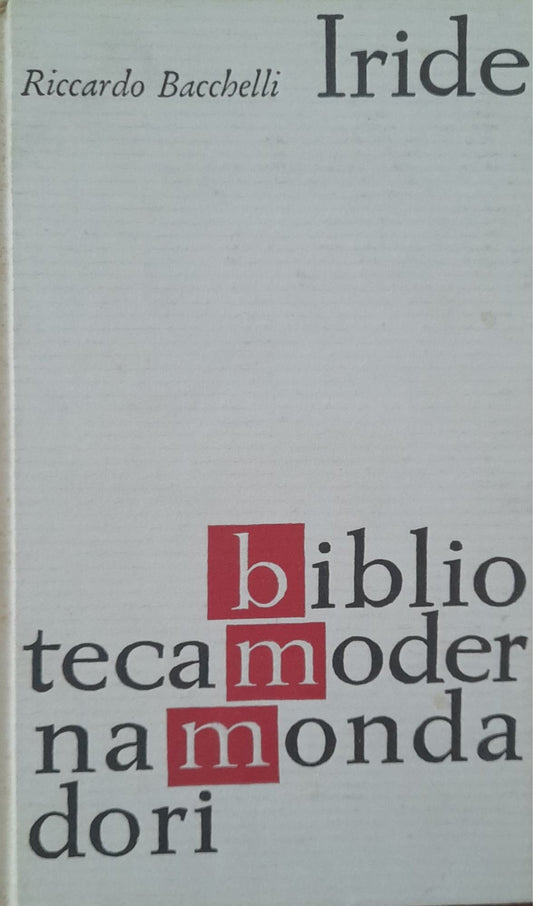 Riccardo Bacchelli Iride
biblio
tecamoder
namonda
dori